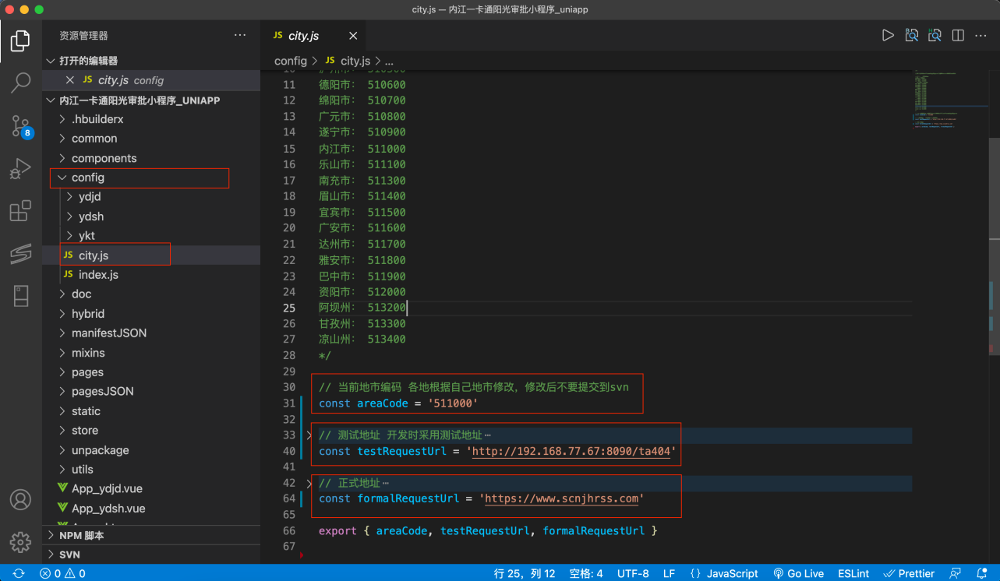 city.js — 内江一卡通阳光审批小程序_uniapp
资源管理器
打开的编辑器
JS city.js config
内江一卡通阳光审批小程序_UNIAPP
.hbuilderx
common
components
config
ydjd
ydsh
ykt
JS city.js
JS index.js
doc
hybrid
manifestJSON
mixins
pages
pagesJSON
static
store
unpackage
utils
App_ydjd.vue
App_ydsh.vue
NPM 脚本
SVN
8
JS city.js
config > JS city.js > ...
11 德阳市: 510600
12 绵阳市: 510700
13 广元市: 510800
14 遂宁市: 510900
15 内江市: 511000
16 乐山市: 511100
17 南充市: 511300
18 眉山市: 511400
19 宜宾市: 511500
20 广安市: 511600
21 达州市: 511700
22 雅安市: 511800
23 巴中市: 511900
24 资阳市: 512000
25 阿坝州: 513200
26 甘孜州: 513300
27 凉山州: 513400
28 */
29
30 // 当前地市编码 各地根据自己地市修改, 修改后不要提交到svn
31 const areaCode = '511000'
32
33 // 测试地址 开发时采用测试地址…
40 const testRequestUrl = 'http://192.168.77.67:8090/ta404'
41
42 // 正式地址…
64 const formalRequestUrl = 'https://www.scnjhrss.com'
65
66 export { areaCode, testRequestUrl, formalRequestUrl }
67
0 0 行 25，列 12 空格: 4 UTF-8 LF {} JavaScript Go Live ESLint Prettier